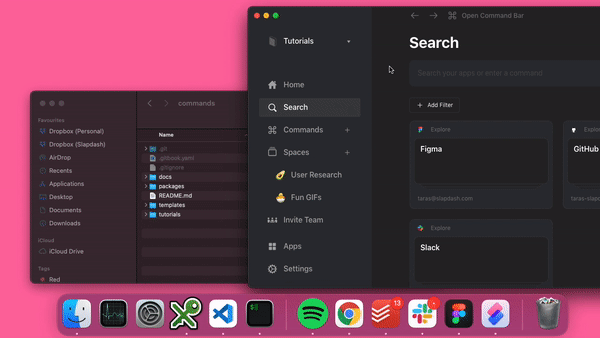 Open Command Bar
Tutorials
Search
Search your apps or enter a command
Home
Search
Add Filter
Commands
Spaces
User Research
Fun GIFs
Invite Team
Apps
Settings
Explore
Figma
taras@slapdash.com
Explore
GitHub
Explore
Slack
commands
Favourites
Dropbox (Personal)
Dropbox (Slapdash)
AirDrop
Recents
Applications
Desktop
Documents
Downloads
iCloud
iCloud Drive
Tags
Red
Name
.git
.gitbook.yaml
.gitignore
docs
packages
README.md
templates
tutorials
13